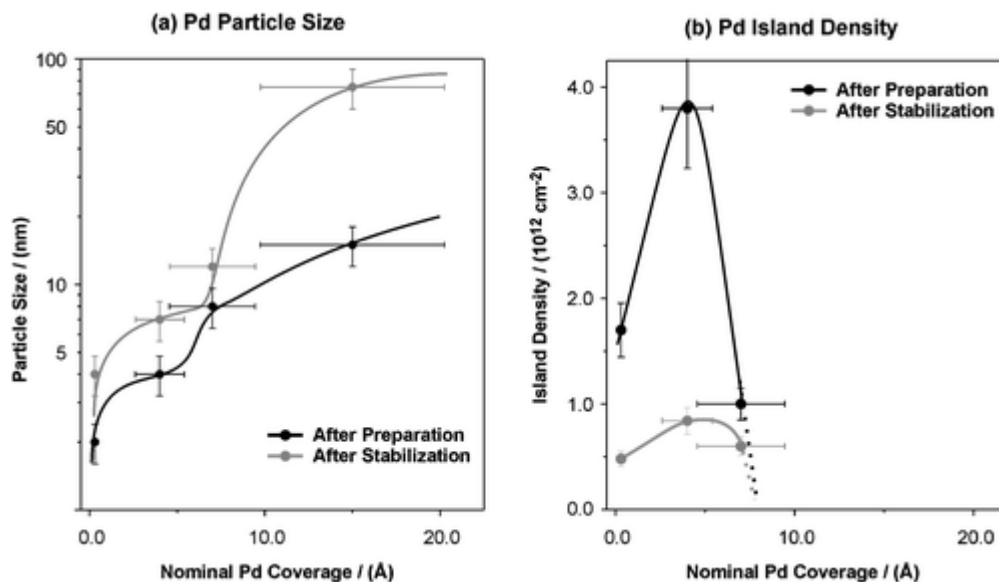 (a) Pd Particle Size
100
50
10
5
Particle Size / (nm)
After Preparation
After Stabilization
0.0 10.0 20.0
Nominal Pd Coverage / (Å)
(b) Pd Island Density
4.0
3.0
2.0
1.0
0.0
Island Density / (10¹² cm⁻²)
After Preparation
After Stabilization
0.0 10.0 20.0
Nominal Pd Coverage / (Å)